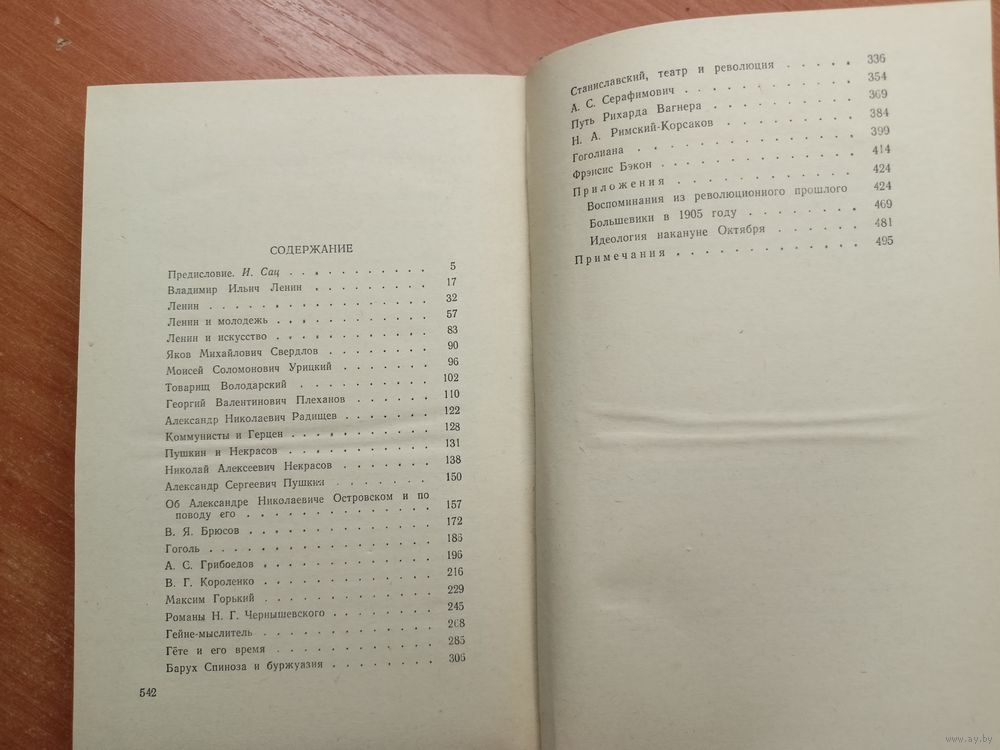 СОДЕРЖАНИЕ
Предисловие. И. Сац . . . . . . . . . . 5
Владимир Ильич Ленин . . . . . . . . . 17
Ленин . . . . . . . . . . . . . . . 32
Ленин и молодежь . . . . . . . . . . . 57
Ленин и искусство . . . . . . . . . . . 83
Яков Михайлович Свердлов . . . . . . . . 90
Моисей Соломонович Урицкий . . . . . . . 96
Товарищ Володарский . . . . . . . . . . 102
Георгий Валентинович Плеханов . . . . . . 110
Александр Николаевич Радищев . . . . . . 122
Коммунисты и Герцен . . . . . . . . . . 128
Пушкин и Некрасов . . . . . . . . . . . 131
Николай Алексеевич Некрасов . . . . . . . 138
Александр Сергеевич Пушкин . . . . . . . 150
Об Александре Николаевиче Островском и по
поводу его . . . . . . . . . . . . . 157
В. Я. Брюсов . . . . . . . . . . . . . 172
Гоголь . . . . . . . . . . . . . . . 185
А. С. Грибоедов . . . . . . . . . . . . 196
В. Г. Короленко . . . . . . . . . . . . 216
Максим Горький . . . . . . . . . . . . 229
Романы Н. Г. Чернышевского . . . . . . . . 245
Гейне-мыслитель . . . . . . . . . . . . 268
Гёте и его время . . . . . . . . . . . 285
Барух Спиноза и буржуазия . . . . . . . . 306
542
Станиславский, театр и революция . . . . . 336
А. С. Серафимович . . . . . . . . . . . 354
Путь Рихарда Вагнера . . . . . . . . . . 369
Н. А. Римский-Корсаков . . . . . . . . . 384
Гоголиана . . . . . . . . . . . . . . 399
Фрэнсис Бэкон . . . . . . . . . . . . . 414
Приложения . . . . . . . . . . . . . 424
Воспоминания из революционного прошлого 424
Большевики в 1905 году . . . . . . . . 469
Идеология накануне Октября . . . . . . . 481
Примечания . . . . . . . . . . . . . 495
www.ay.by